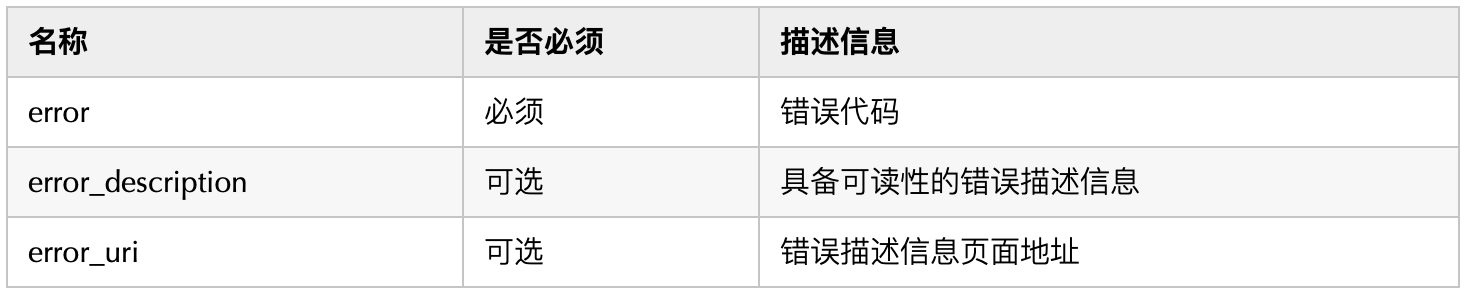 名称 是否必须 描述信息
error 必须 错误代码
error_description 可选 具备可读性的错误描述信息
error_uri 可选 错误描述信息页面地址